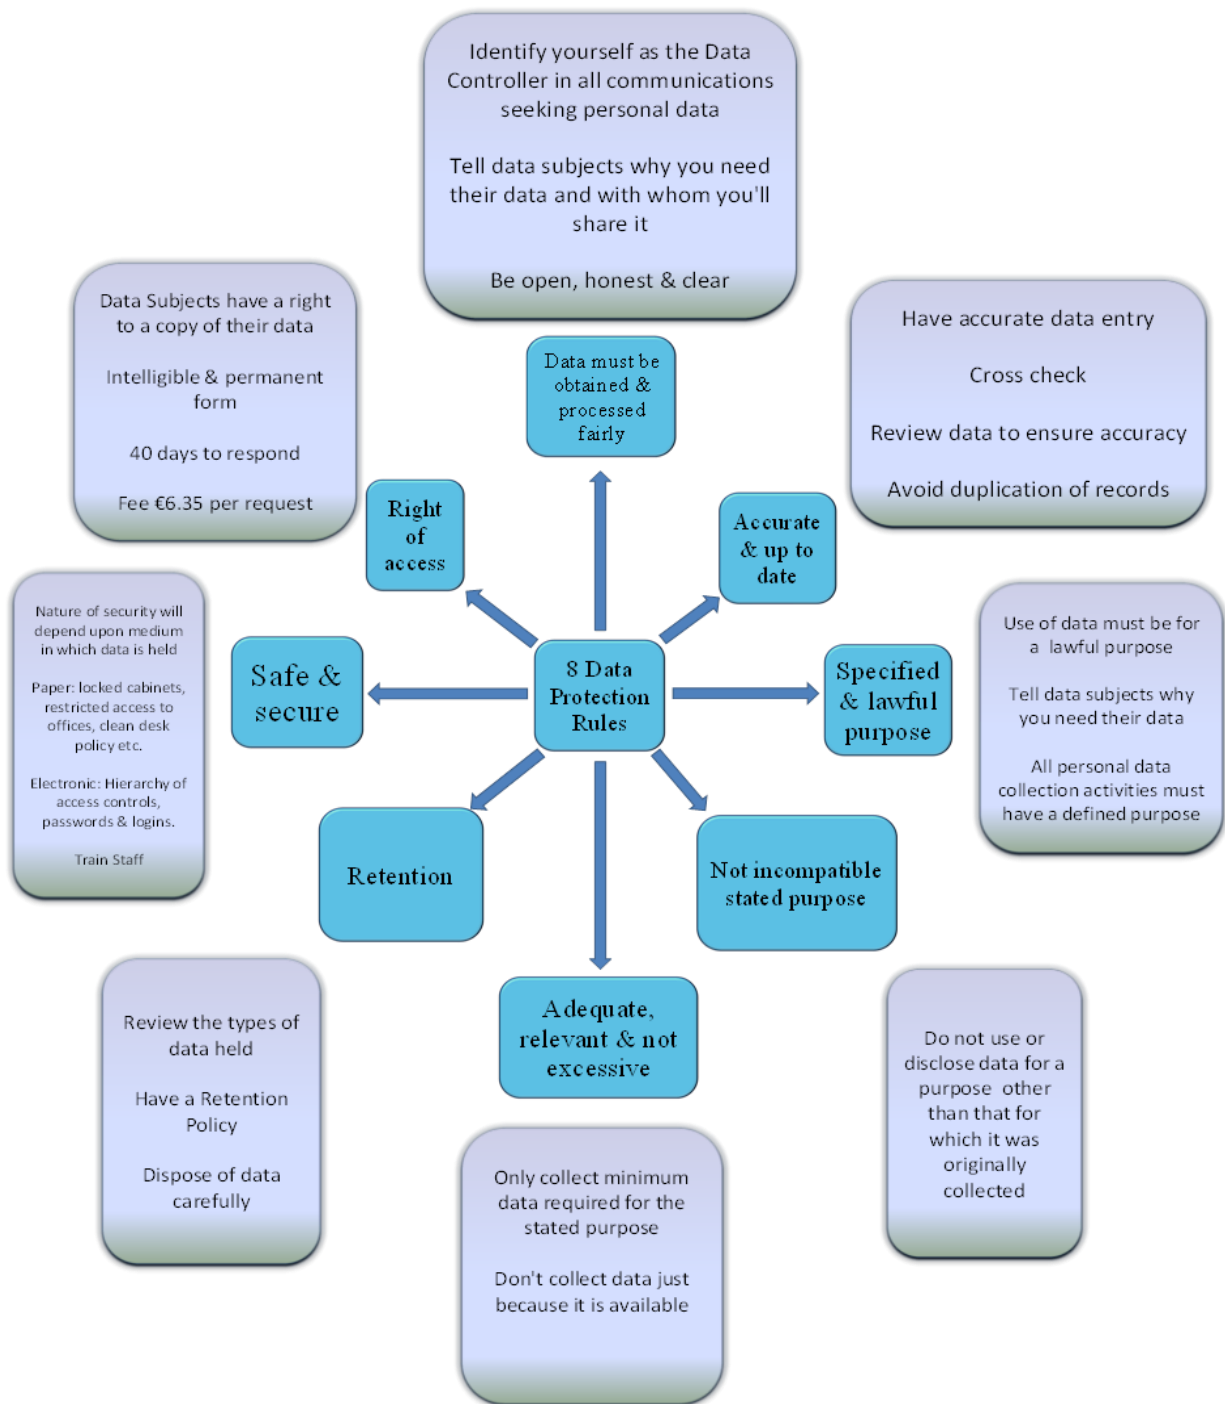 Identify yourself as the Data
Controller in all communications
seeking personal data
Tell data subjects why you need
their data and with whom you'll
share it
Be open, honest & clear
Data Subjects have a right
to a copy of their data
Intelligible & permanent
form
40 days to respond
Fee €6.35 per request
Have accurate data entry
Cross check
Review data to ensure accuracy
Avoid duplication of records
Data must be
obtained &
processed
fairly
Right
of
access
Accurate
& up to
date
Nature of security will
depend upon medium
in which data is held
Paper: locked cabinets,
restricted access to
offices, clean desk
policy etc.
Electronic: Hierarchy of
access controls,
passwords & logins.
Train Staff
Safe &
secure
8 Data
Protection
Rules
Specified
& lawful
purpose
Use of data must be for
a lawful purpose
Tell data subjects why
you need their data
All personal data
collection activities must
have a defined purpose
Retention
Not incompatible
stated purpose
Adequate,
relevant & not
excessive
Review the types of
data held
Have a Retention
Policy
Dispose of data
carefully
Only collect minimum
data required for the
stated purpose
Don't collect data just
because it is available
Do not use or
disclose data for a
purpose other
than that for
which it was
originally
collected